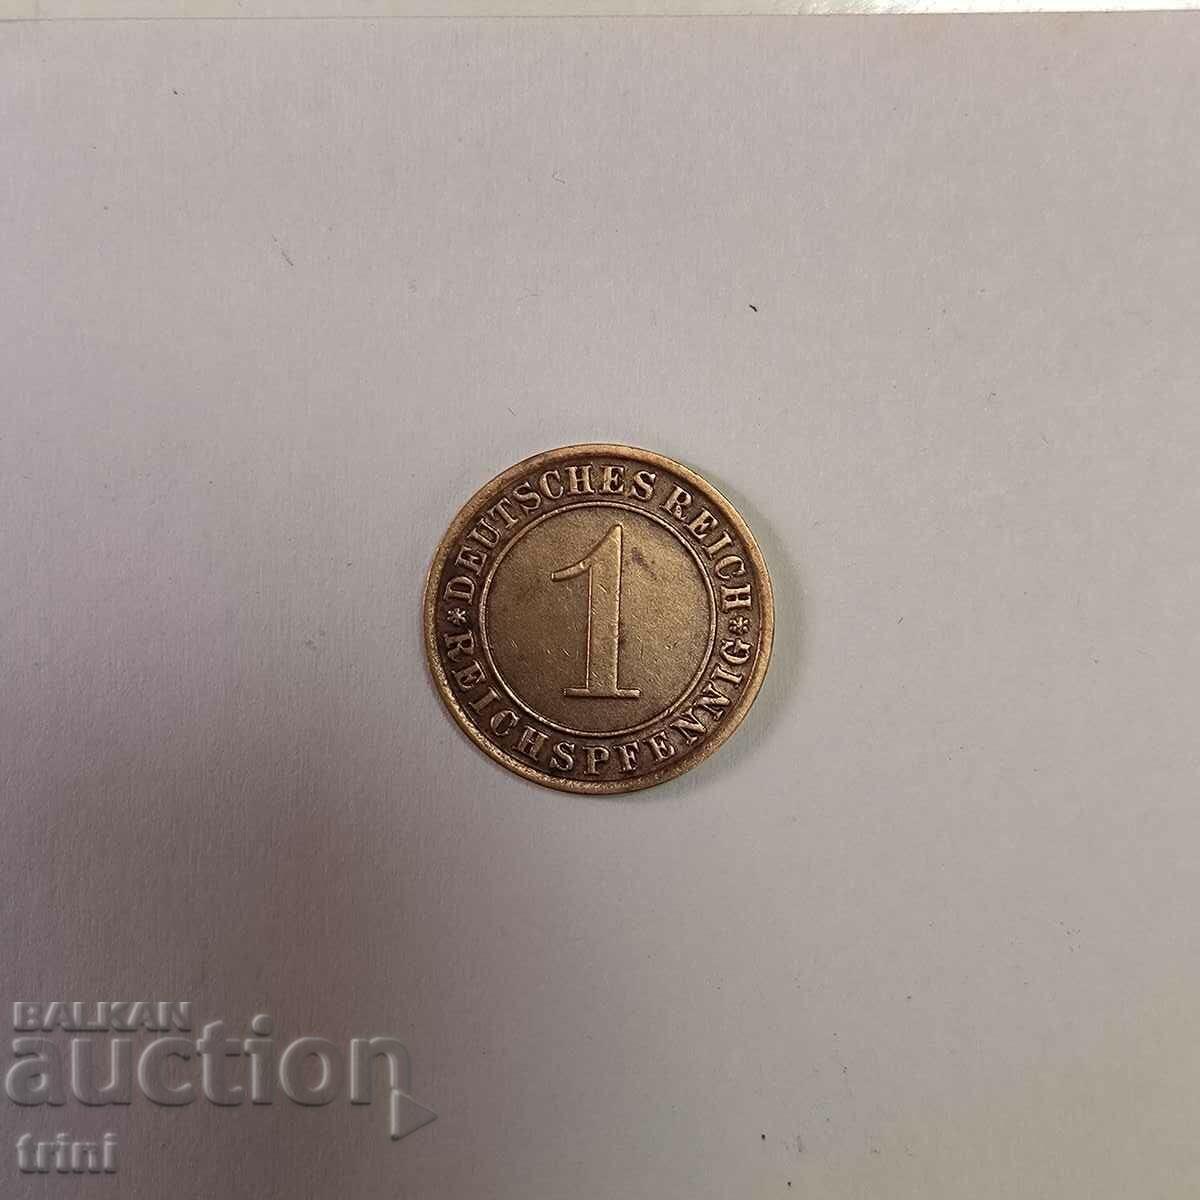 *DEUTSCHES REICH*
1
REICHSPFENNIG
BALKAN
auction
trini